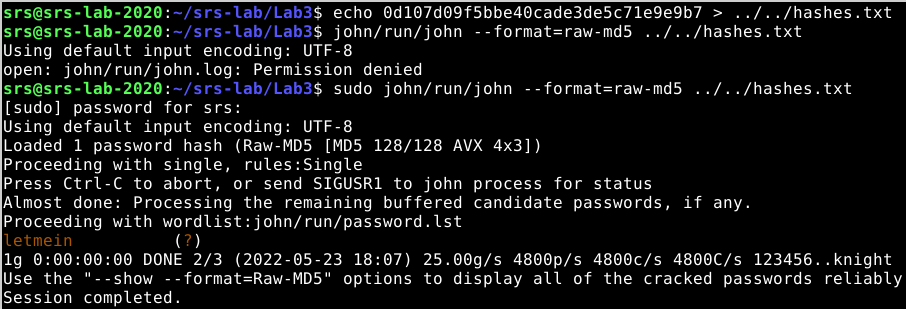 srs@srs-lab-2020:~/srs-lab/Lab3$ echo 0d107d09f5bbe40cade3de5c71e9e9b7 > ../../hashes.txt
srs@srs-lab-2020:~/srs-lab/Lab3$ john/run/john --format=raw-md5 ../../hashes.txt
Using default input encoding: UTF-8
open: john/run/john.log: Permission denied
srs@srs-lab-2020:~/srs-lab/Lab3$ sudo john/run/john --format=raw-md5 ../../hashes.txt
[sudo] password for srs:
Using default input encoding: UTF-8
Loaded 1 password hash (Raw-MD5 [MD5 128/128 AVX 4x3])
Proceeding with single, rules:Single
Press Ctrl-C to abort, or send SIGUSR1 to john process for status
Almost done: Processing the remaining buffered candidate passwords, if any.
Proceeding with wordlist:john/run/password.lst
letmein          (?)
1g 0:00:00:00 DONE 2/3 (2022-05-23 18:07) 25.00g/s 4800p/s 4800c/s 4800C/s 123456..knight
Use the "--show --format=Raw-MD5" options to display all of the cracked passwords reliably
Session completed.